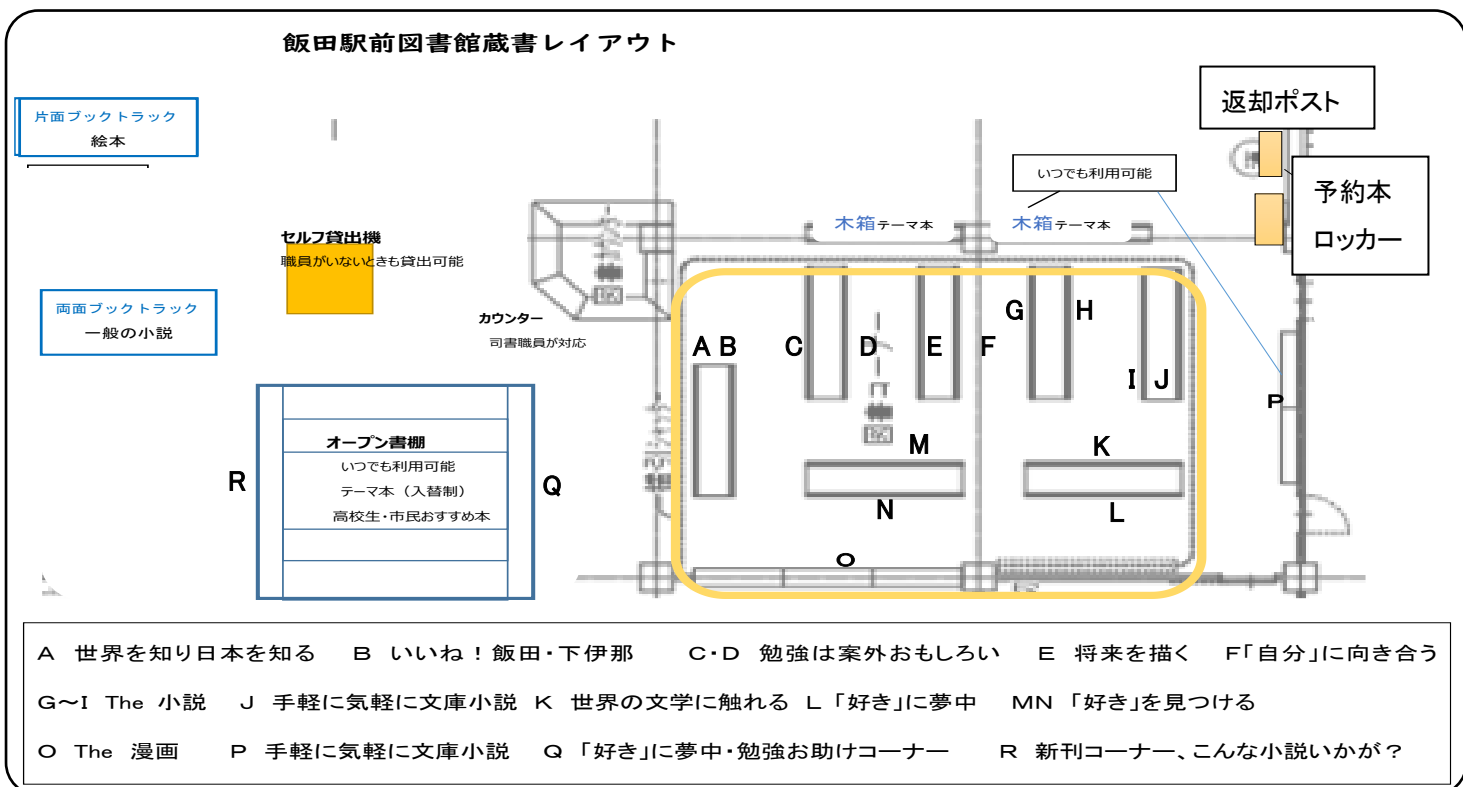 飯田駅前図書館蔵書レイアウト
返却ポスト
片面ブックトラック
絵本
いつでも利用可能
予約本
ロッカー
木箱テーマ本
木箱テーマ本
セルフ貸出機
職員がいないときも貸出可能
両面ブックトラック
一般の小説
カウンター
司書職員が対応
A B
C
D
E
F
G
H
I
J
P
オープン書棚
いつでも利用可能
テーマ本（入替制）
高校生・市民おすすめ本
R
Q
M
K
N
L
O
A 世界を知り日本を知る B いいね！飯田・下伊那 C・D 勉強は案外おもしろい E 将来を描く F「自分」に向き合う
G～I The 小説 J 手軽に気軽に文庫小説 K 世界の文学に触れる L 「好き」に夢中 MN 「好き」を見つける
O The 漫画 P 手軽に気軽に文庫小説 Q 「好き」に夢中・勉強お助けコーナー R 新刊コーナー、こんな小説いかが？